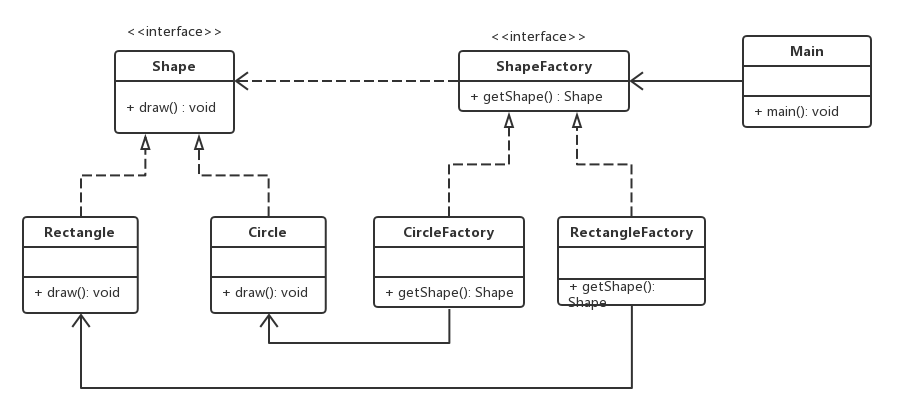 <<interface>>
Shape
+ draw() : void
<<interface>>
ShapeFactory
+ getShape() : Shape
Main
+ main(): void
Rectangle
+ draw(): void
Circle
+ draw(): void
CircleFactory
+ getShape(): Shape
RectangleFactory
+ getShape():
Shape